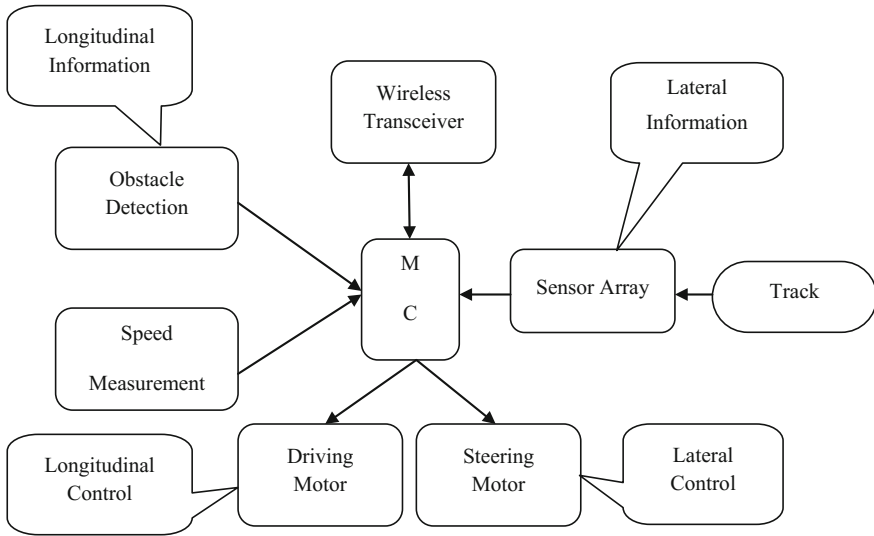 Longitudinal
Information
Wireless
Transceiver
Lateral
Information
Obstacle
Detection
M
C
Sensor Array
Track
Speed
Measurement
Longitudinal
Control
Driving
Motor
Steering
Motor
Lateral
Control